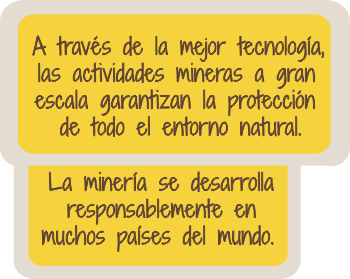 A través de la mejor tecnología,
las actividades mineras a gran
escala garantizan la protección
de todo el entorno natural.
La minería se desarrolla
responsablemente en
muchos países del mundo.